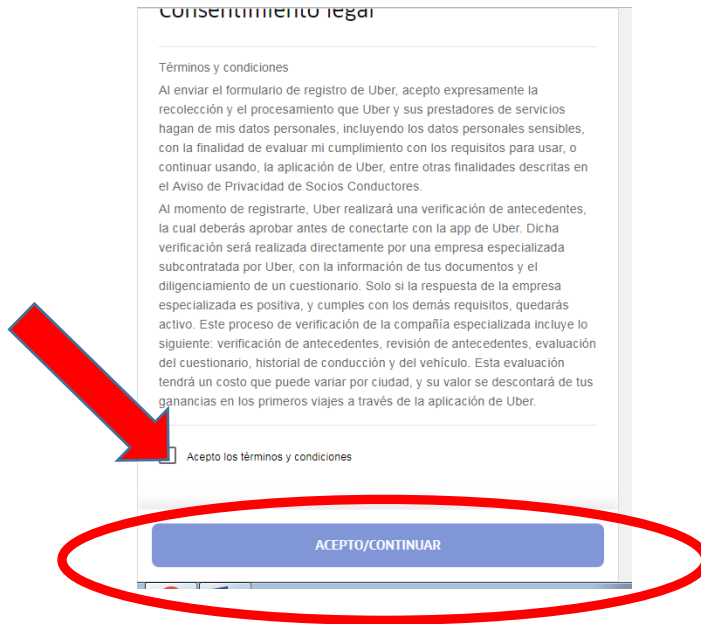 Consentimiento legal
Términos y condiciones
Al enviar el formulario de registro de Uber, acepto expresamente la
recolección y el procesamiento que Uber y sus prestadores de servicios
hagan de mis datos personales, incluyendo los datos personales sensibles,
con la finalidad de evaluar mi cumplimiento con los requisitos para usar, o
continuar usando, la aplicación de Uber, entre otras finalidades descritas en
el Aviso de Privacidad de Socios Conductores.
Al momento de registrarte, Uber realizará una verificación de antecedentes,
la cual deberás aprobar antes de conectarte con la app de Uber. Dicha
verificación será realizada directamente por una empresa especializada
subcontratada por Uber, con la información de tus documentos y el
diligenciamiento de un cuestionario. Solo si la respuesta de la empresa
especializada es positiva, y cumples con los demás requisitos, quedarás
activo. Este proceso de verificación de la compañía especializada incluye lo
siguiente: verificación de antecedentes, revisión de antecedentes, evaluación
del cuestionario, historial de conducción y del vehículo. Esta evaluación
tendrá un costo que puede variar por ciudad, y su valor se descontará de tus
ganancias en los primeros viajes a través de la aplicación de Uber.
Acepto los términos y condiciones
ACEPTO/CONTINUAR